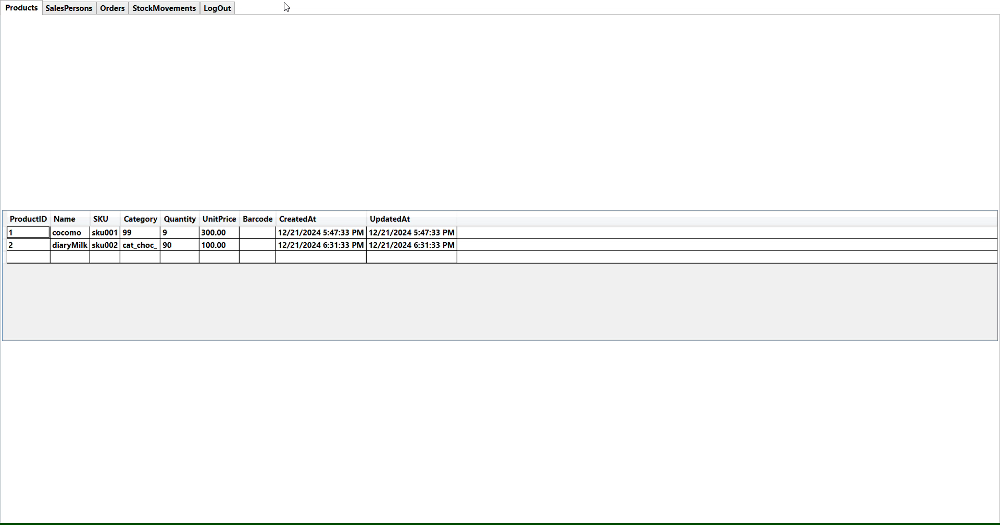 Products SalesPersons Orders StockMovements LogOut
ProductID Name SKU Category Quantity UnitPrice Barcode CreatedAt UpdatedAt
1 cocomo sku001 99 9 300.00 12/21/2024 5:47:33 PM 12/21/2024 5:47:33 PM
2 diaryMilk sku002 cat_choc_ 90 100.00 12/21/2024 6:31:33 PM 12/21/2024 6:31:33 PM